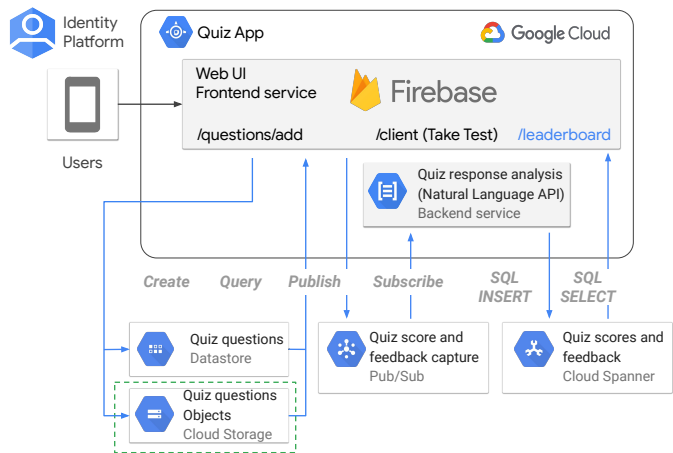 Identity
Platform
Quiz App
Google Cloud
Web UI
Frontend service
Firebase
/questions/add
/client (Take Test)
/leaderboard
Users
Quiz response analysis
(Natural Language API)
Backend service
Create
Query
Publish
Subscribe
SQL
INSERT
SQL
SELECT
Quiz questions
Datastore
Quiz score and
feedback capture
Pub/Sub
Quiz scores and
feedback
Cloud Spanner
Quiz questions
Objects
Cloud Storage